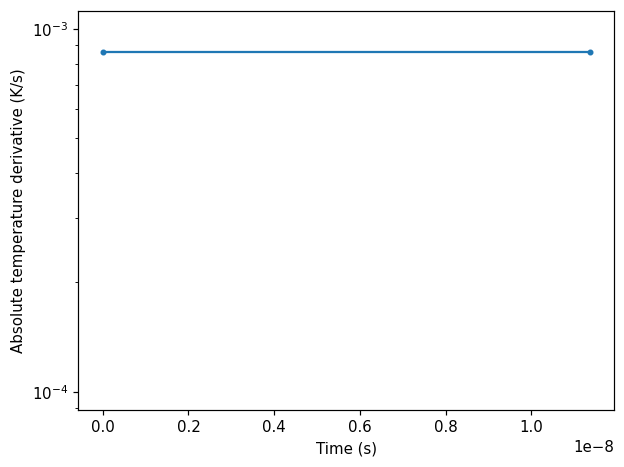 Absolute temperature derivative (K/s)
10⁻³
10⁻⁴
0.0 0.2 0.4 0.6 0.8 1.0
1e−8
Time (s)